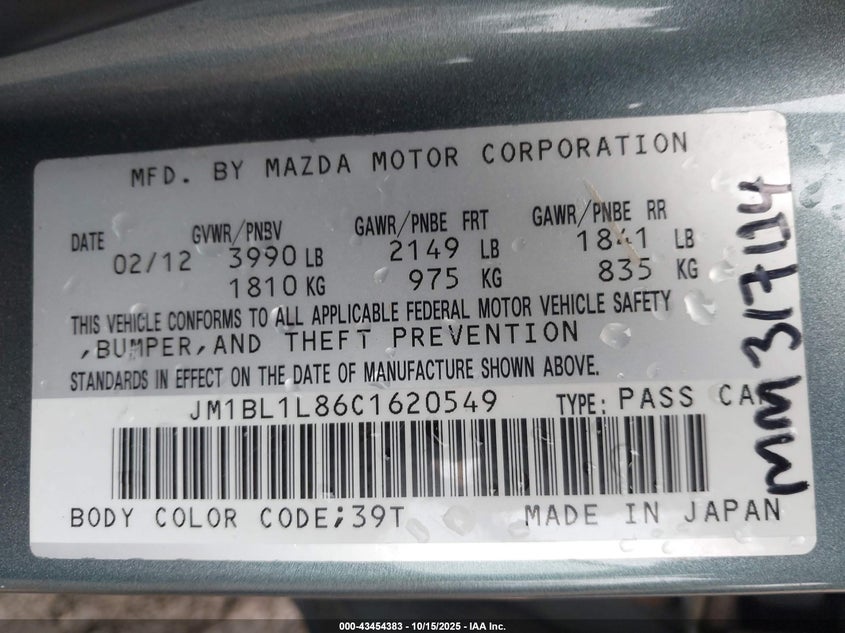 MFD. BY MAZDA MOTOR CORPORATION
DATE GVWR/PNBV GAWR/PNBE FRT GAWR/PNBE RR
02/12 3990 LB 2149 LB 1841 LB
1810 KG 975 KG 835 KG
THIS VEHICLE CONFORMS TO ALL APPLICABLE FEDERAL MOTOR VEHICLE SAFETY
,BUMPER,AND THEFT PREVENTION
STANDARDS IN EFFECT ON THE DATE OF MANUFACTURE SHOWN ABOVE.
JM1BL1L86C1620549 TYPE: PASS CAR
BODY COLOR CODE;39T MADE IN JAPAN
000-43454383 - 10/15/2025 - IAA Inc.